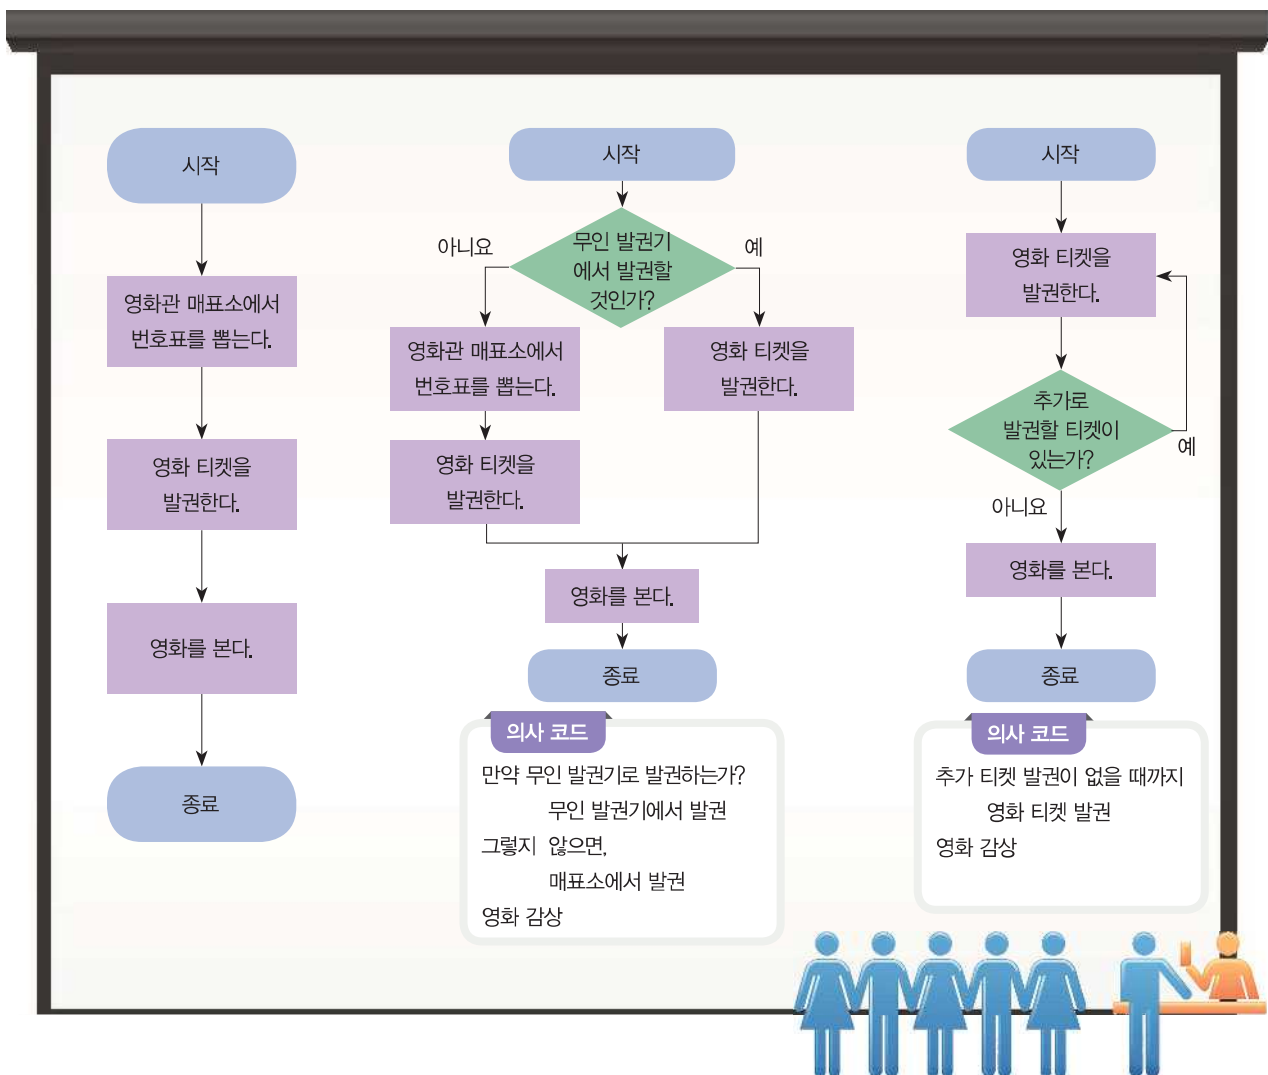 시작
영화관 매표소에서
번호표를 뽑는다.
영화 티켓을
발권한다.
영화를 본다.
종료
시작
무인 발권기
에서 발권할
것인가?
아니요
예
영화관 매표소에서
번호표를 뽑는다.
영화 티켓을
발권한다.
영화 티켓을
발권한다.
영화를 본다.
종료
의사 코드
만약 무인 발권기로 발권하는가?
무인 발권기에서 발권
그렇지 않으면,
매표소에서 발권
영화 감상
시작
영화 티켓을
발권한다.
추가로
발권할 티켓이
있는가?
예
아니요
영화를 본다.
종료
의사 코드
추가 티켓 발권이 없을 때까지
영화 티켓 발권
영화 감상